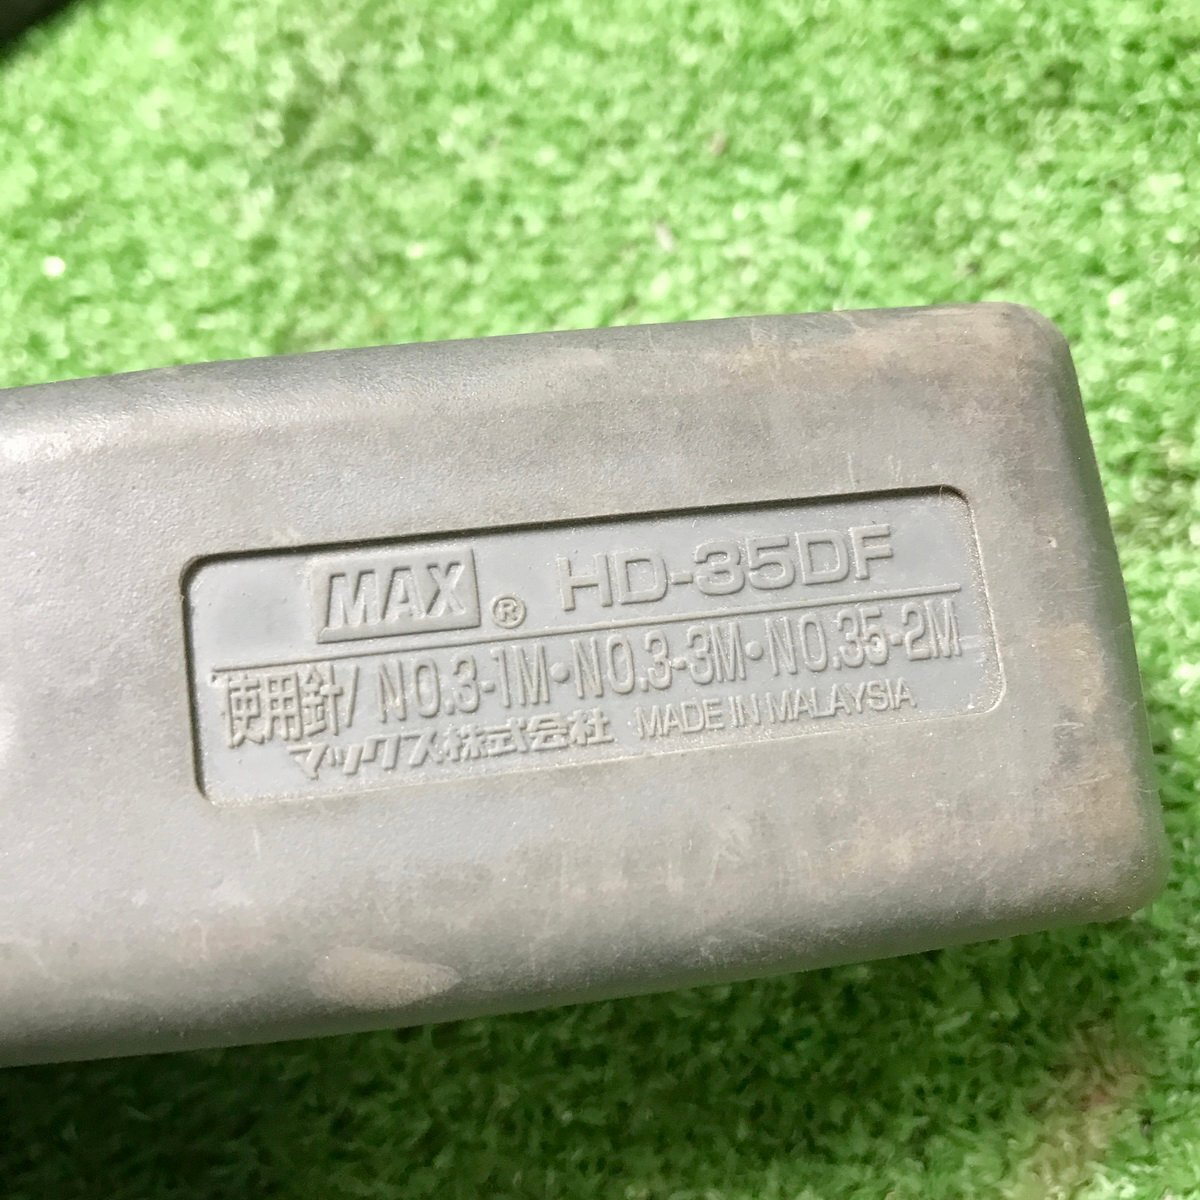 MAX® HD-35DF
使用針/NO.3-1M・NO.3-3M・NO.35-2M
マックス株式会社 MADE IN MALAYSIA